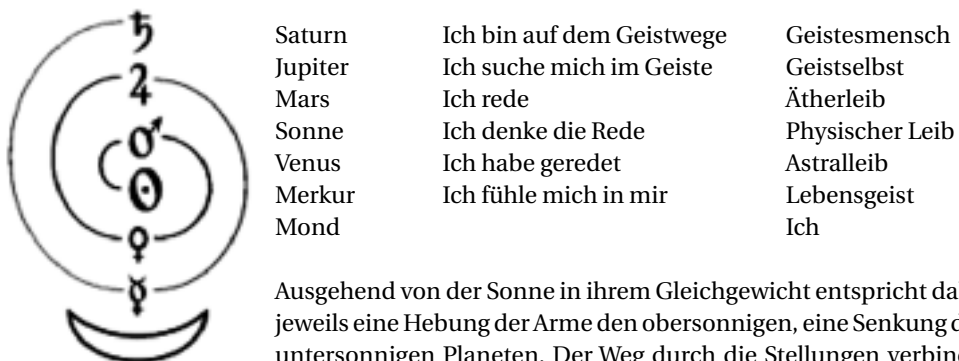 Saturn Ich bin auf dem Geistwege Geistesmensch
Jupiter Ich suche mich im Geiste Geistselbst
Mars Ich rede Ätherleib
Sonne Ich denke die Rede Physischer Leib
Venus Ich habe geredet Astralleib
Merkur Ich fühle mich in mir Lebensgeist
Mond Ich
Ausgehend von der Sonne in ihrem Gleichgewicht entspricht
jeweils eine Hebung der Arme den obersonnigen, eine Senkung
untersonnigen Planeten. Der Weg durch die Stellungen